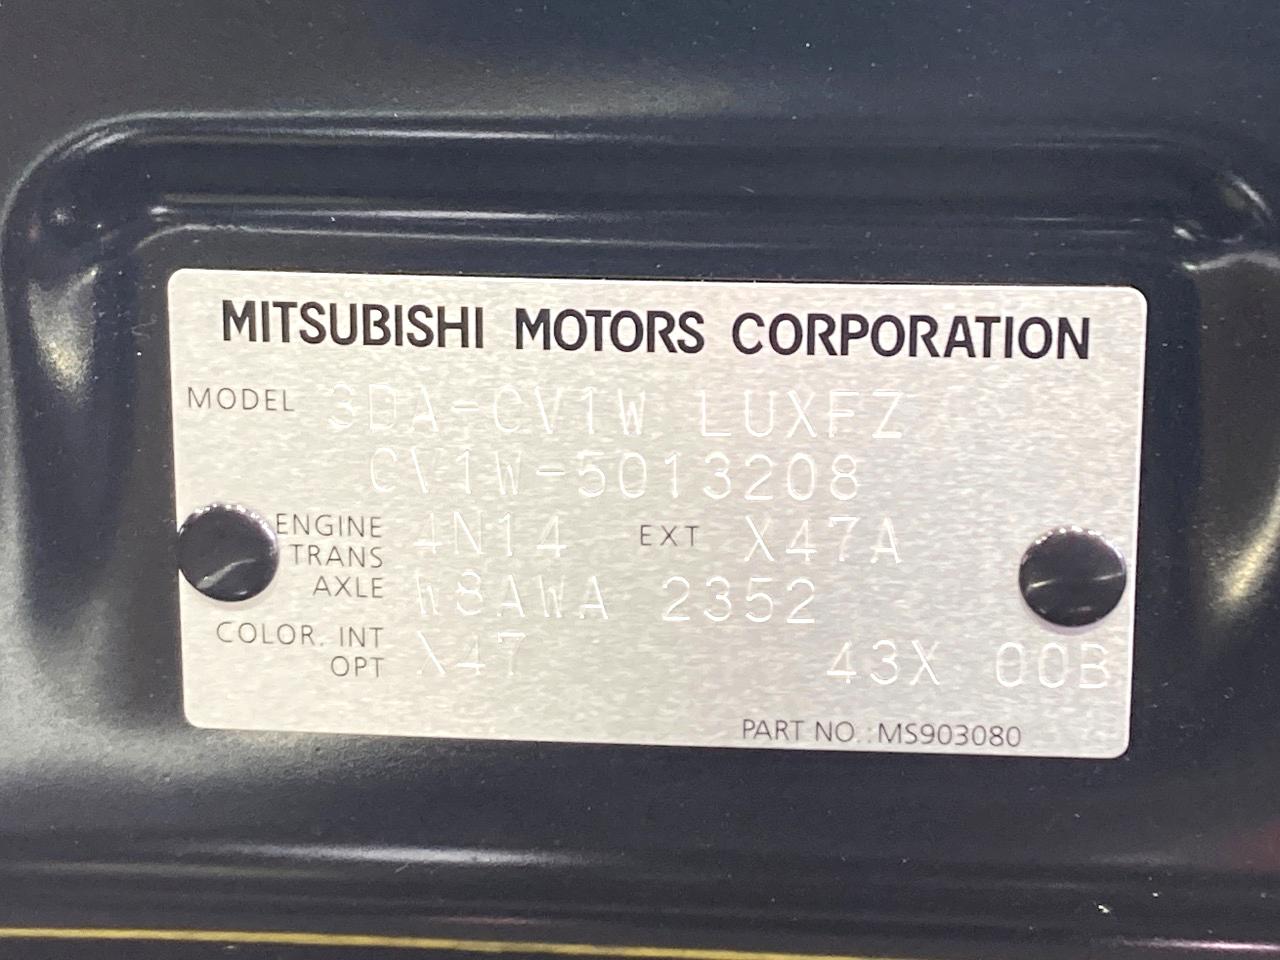 MITSUBISHI MOTORS CORPORATION
MODEL 3DA-CV1W LUXFZ
CV1W-5013208
ENGINE 4N14 EXT X47A
TRANS
AXLE W8AWA 2352
COLOR. INT
OPT X47 43X 00B
PART NO.:MS903080